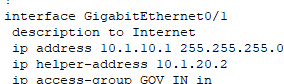 !
interface GigabitEthernet0/1
description to Internet
ip address 10.1.10.1 255.255.255.0
ip helper-address 10.1.20.2
ip access-group GOV_IN in